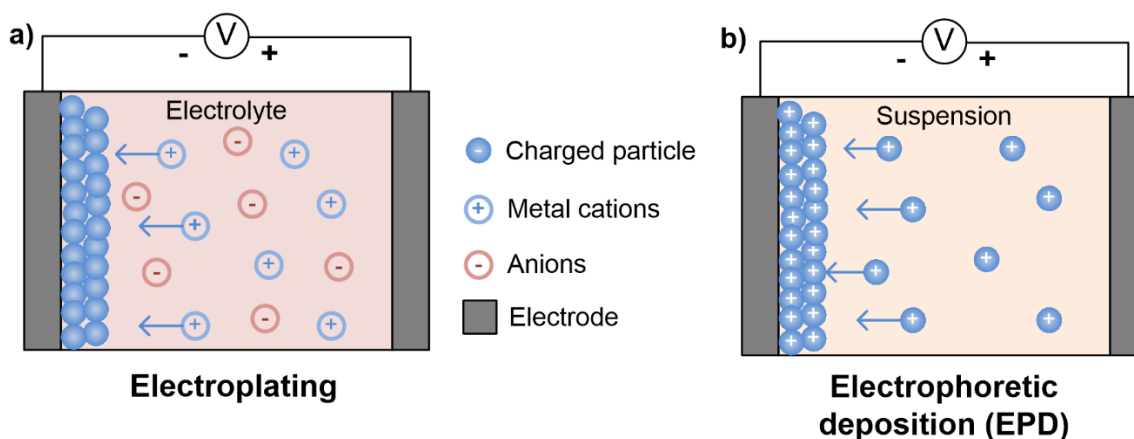 a)
V
- +
Electrolyte
Electroplating
- Charged particle
+ Metal cations
- Anions
Electrode
b)
V
- +
Suspension
Electrophoretic
deposition (EPD)